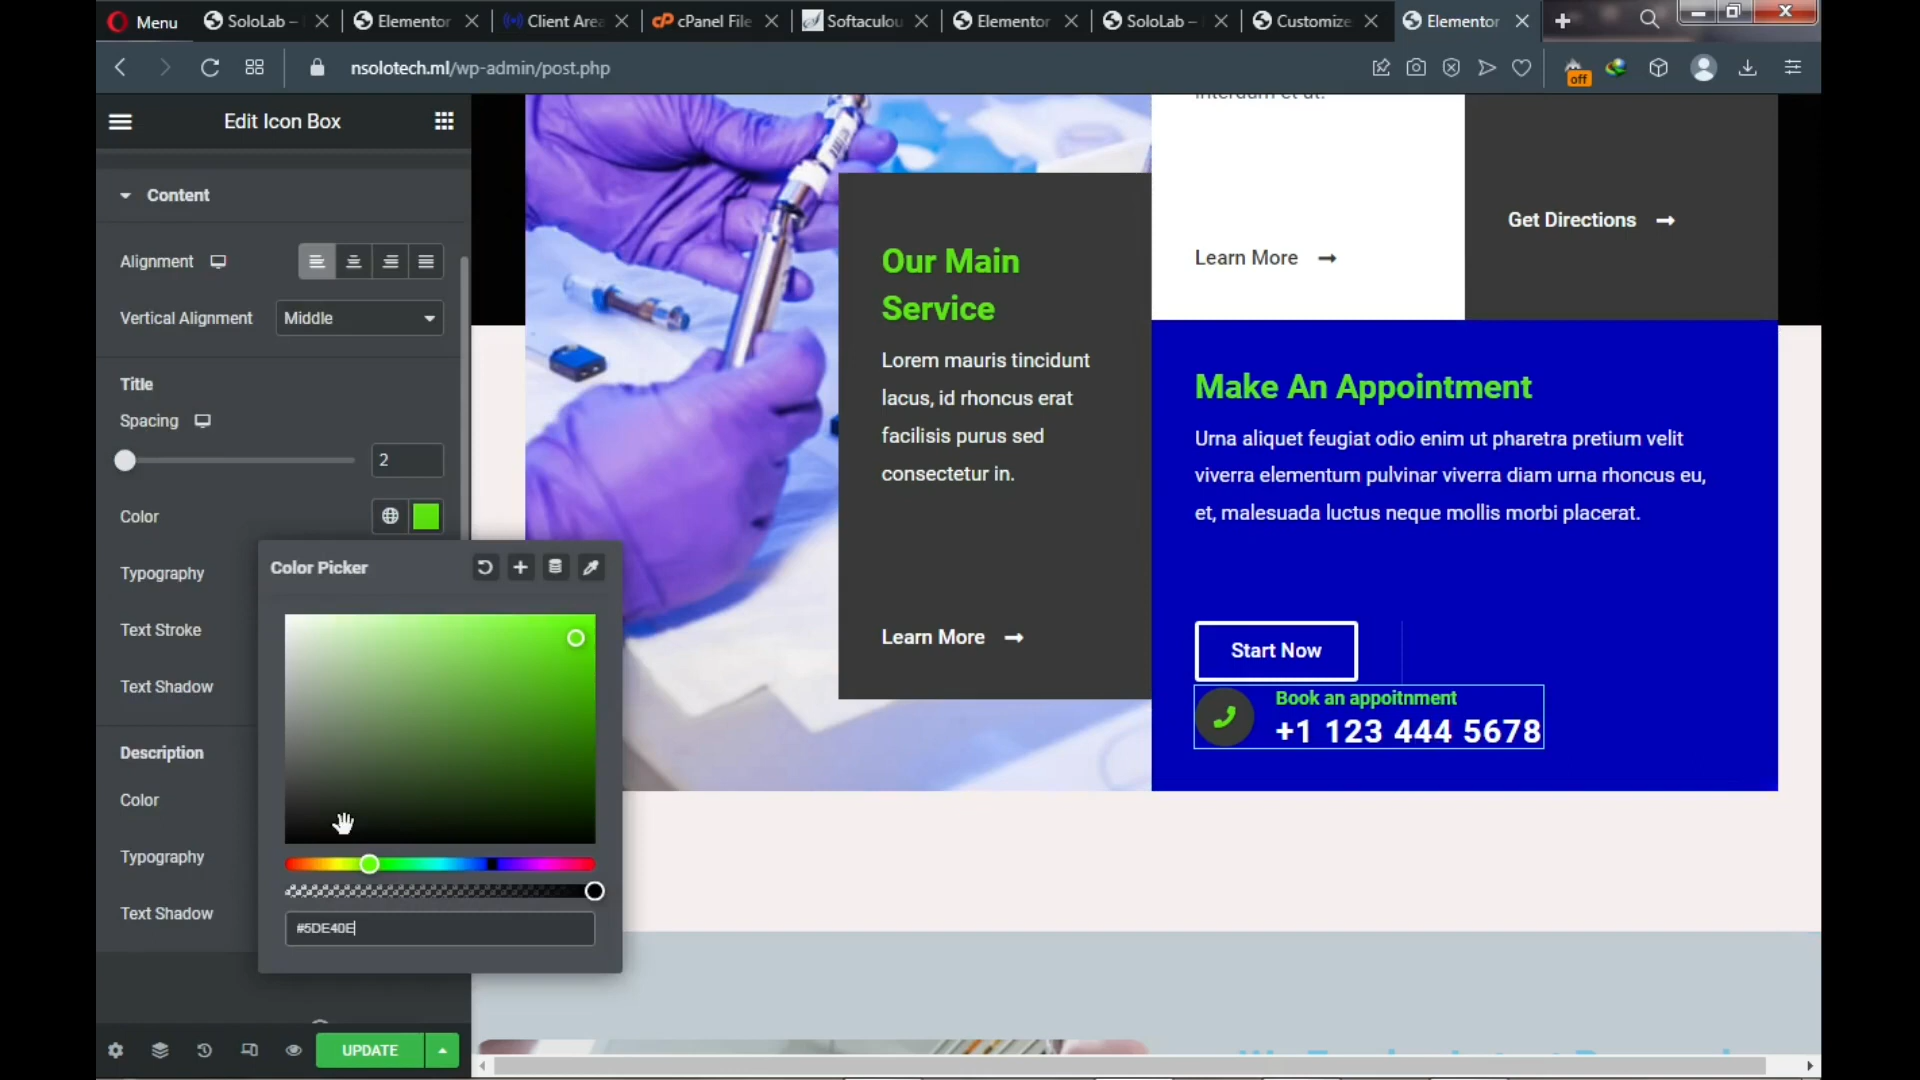 Menu
SoloLab –
Elementor
Client Area
cPanel File
Softaculou
Elementor
SoloLab –
Customize
Elementor
nsolotech.ml/wp-admin/post.php
off
Edit Icon Box
Content
Alignment
Vertical Alignment
Middle
Title
Spacing
2
Color
Typography
Text Stroke
Text Shadow
Description
Color
Typography
Text Shadow
Color Picker
#5DE40E
UPDATE
interdum et ut.
Learn More
Get Directions
Our Main
Service
Lorem mauris tincidunt
lacus, id rhoncus erat
facilisis purus sed
consectetur in.
Learn More
Make An Appointment
Urna aliquet feugiat odio enim ut pharetra pretium velit
viverra elementum pulvinar viverra diam urna rhoncus eu,
et, malesuada luctus neque mollis morbi placerat.
Start Now
Book an appoitnment
+1 123 444 5678